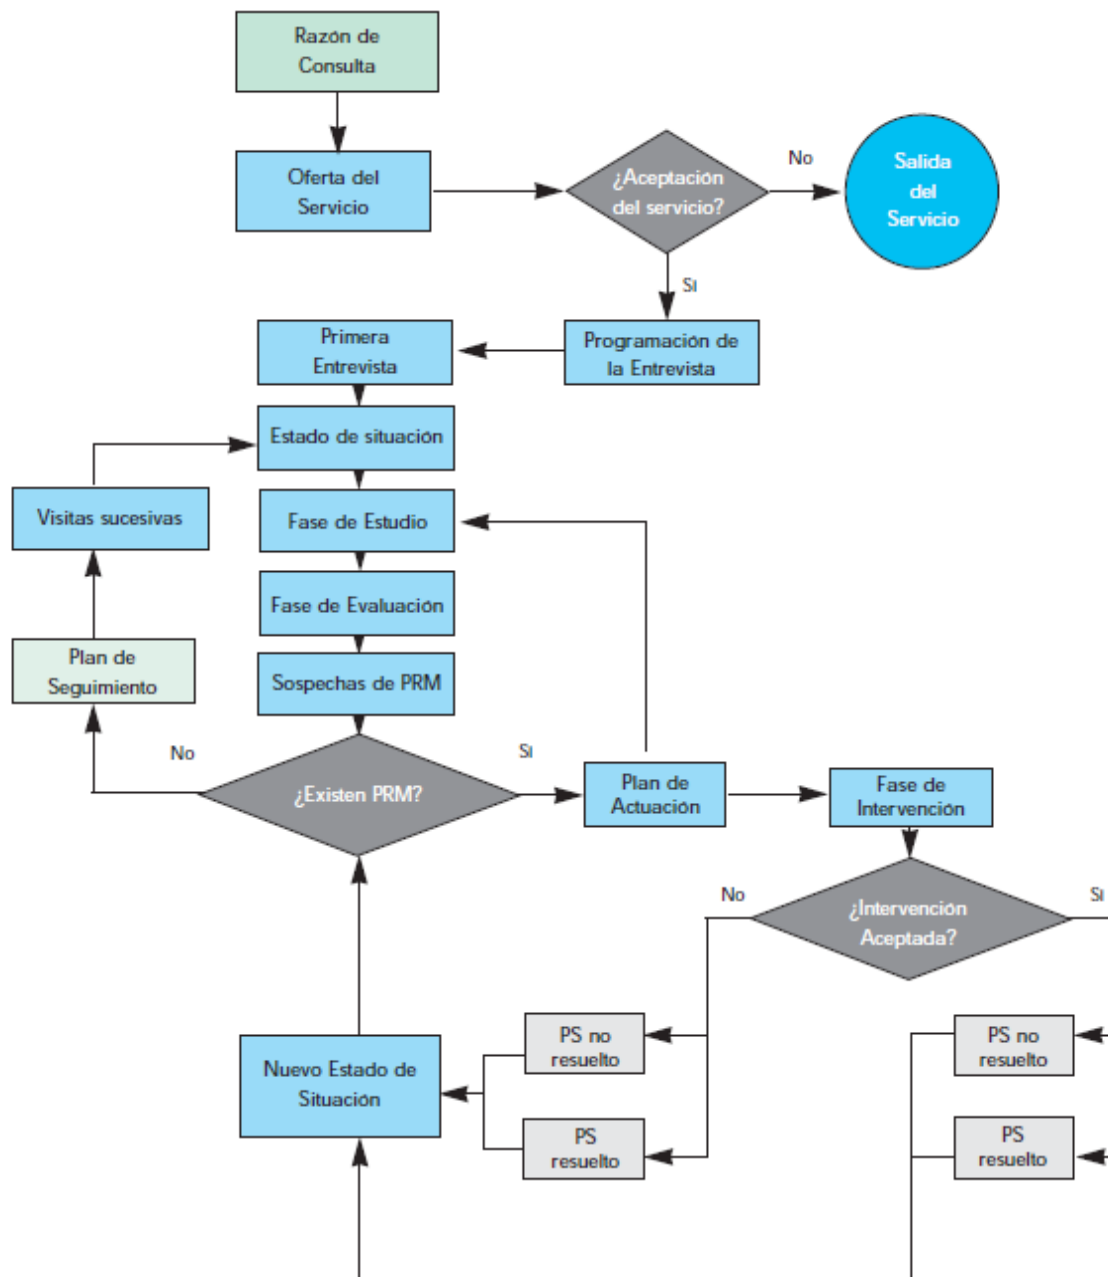 Razón de
Consulta
Oferta del
Servicio
¿Aceptación
del servicio?
No
Salida
del
Servicio
Si
Primera
Entrevista
Programación de
la Entrevista
Estado de situación
Visitas sucesivas
Fase de Estudio
Fase de Evaluación
Plan de
Seguimiento
Sospechas de PRM
No
¿Existen PRM?
Si
Plan de
Actuación
Fase de
Intervención
No
¿Intervención
Aceptada?
Si
PS no
resuelto
PS no
resuelto
Nuevo Estado de
Situación
PS
resuelto
PS
resuelto